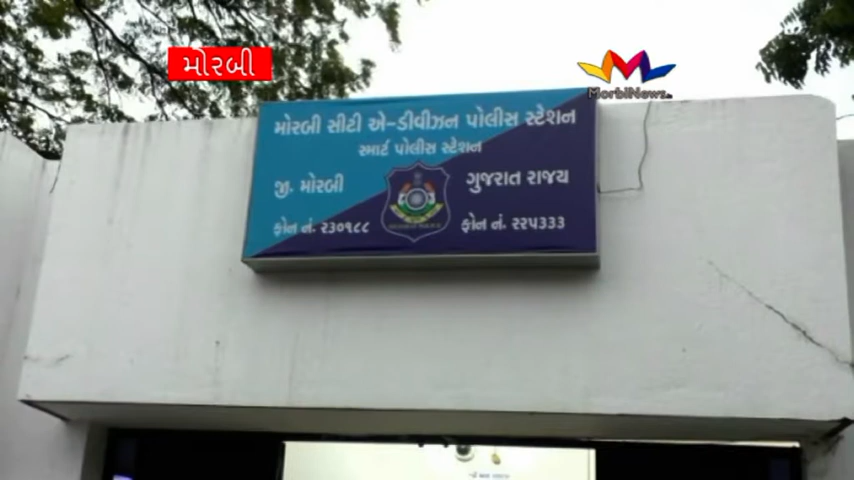 મોરબી
MorbiNews
મોરબી સીટી એ-ડીવીઝન પોલીસ સ્ટેશન
સ્માર્ટ પોલીસ સ્ટેશન
જી. મોરબી
ગુજરાત રાજ્ય
ફોન નં. ૨૩૦૧૮૮
ફોન નં. ૨૨૫૩૩૩